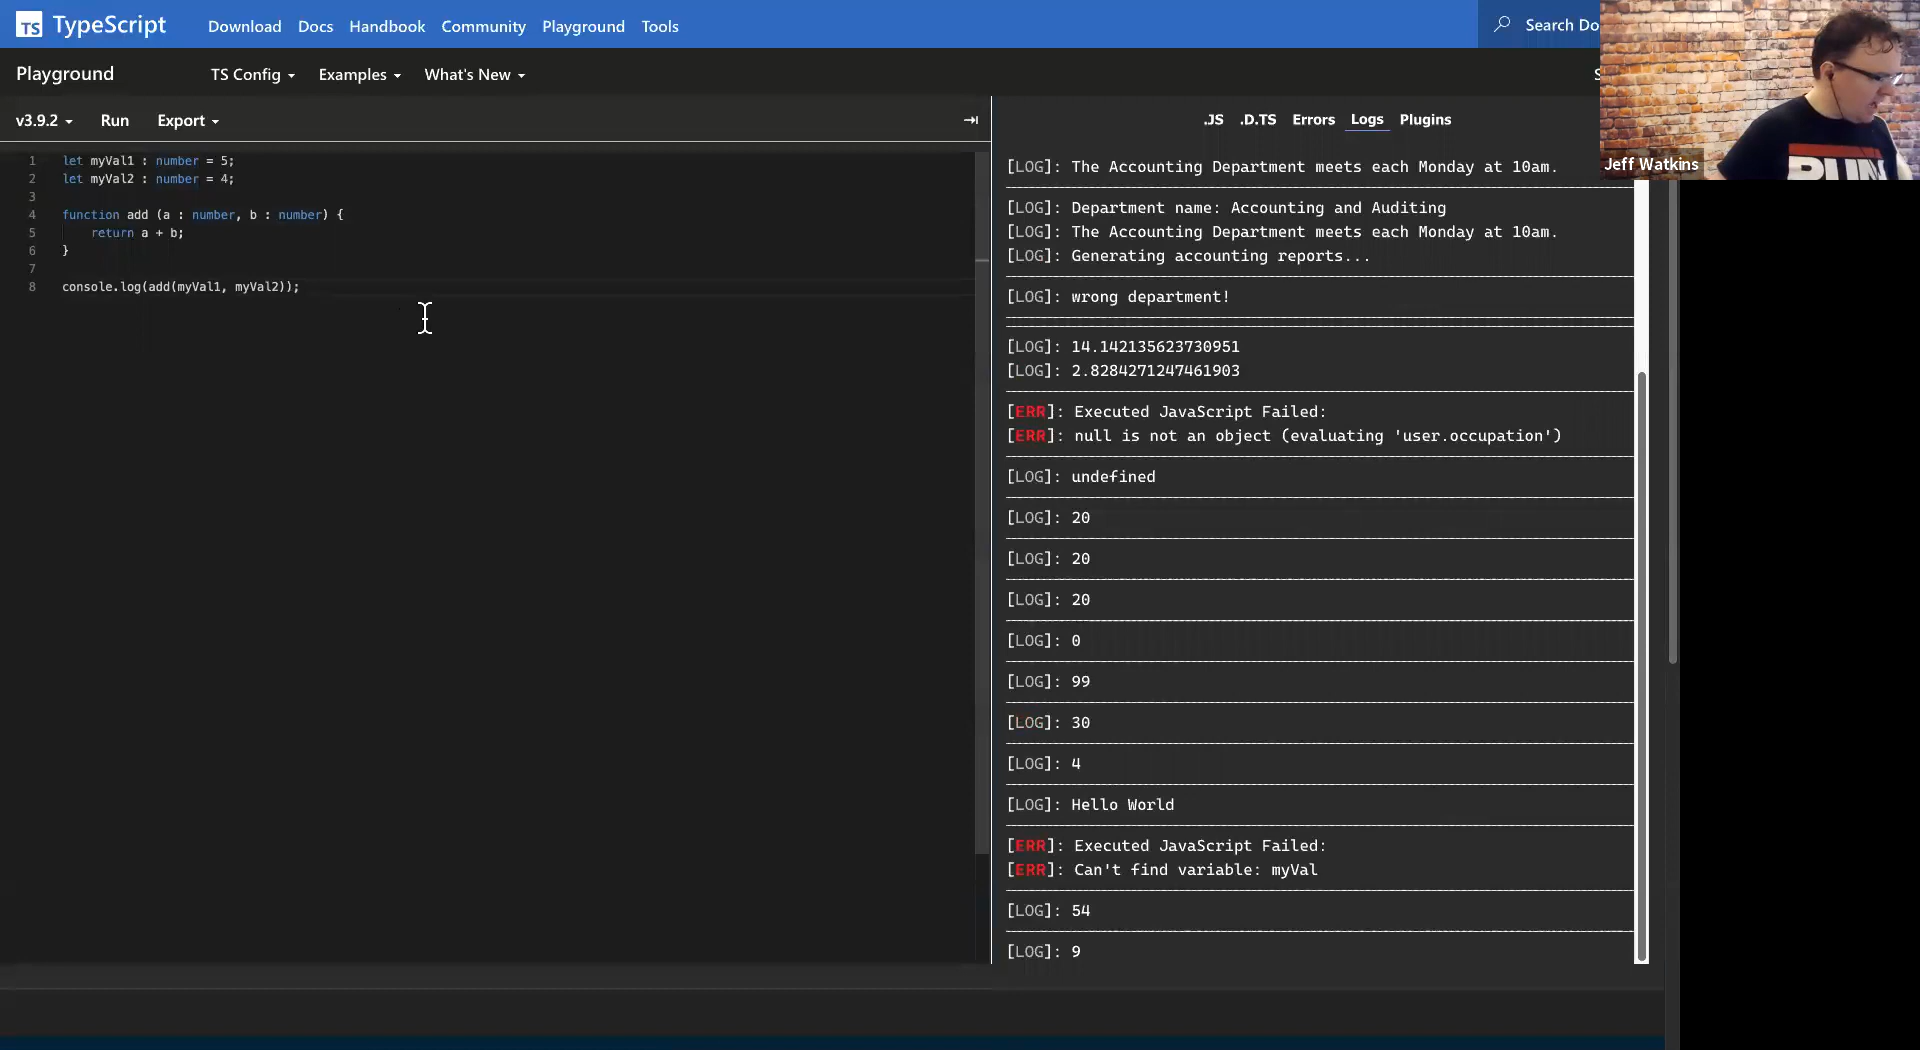 TS TypeScript
Download Docs Handbook Community Playground Tools
Search Do
Playground
TS Config Examples What's New
v3.9.2 Run Export
.JS .D.TS Errors Logs Plugins
Jeff Watkins
RUN
1 let myVal1 : number = 5;
2 let myVal2 : number = 4;
3
4 function add (a : number, b : number) {
5 return a + b;
6 }
7
8 console.log(add(myVal1, myVal2));
[LOG]: The Accounting Department meets each Monday at 10am.
[LOG]: Department name: Accounting and Auditing
[LOG]: The Accounting Department meets each Monday at 10am.
[LOG]: Generating accounting reports...
[LOG]: wrong department!
[LOG]: 14.142135623730951
[LOG]: 2.8284271247461903
[ERR]: Executed JavaScript Failed:
[ERR]: null is not an object (evaluating 'user.occupation')
[LOG]: undefined
[LOG]: 20
[LOG]: 20
[LOG]: 20
[LOG]: 0
[LOG]: 99
[LOG]: 30
[LOG]: 4
[LOG]: Hello World
[ERR]: Executed JavaScript Failed:
[ERR]: Can't find variable: myVal
[LOG]: 54
[LOG]: 9